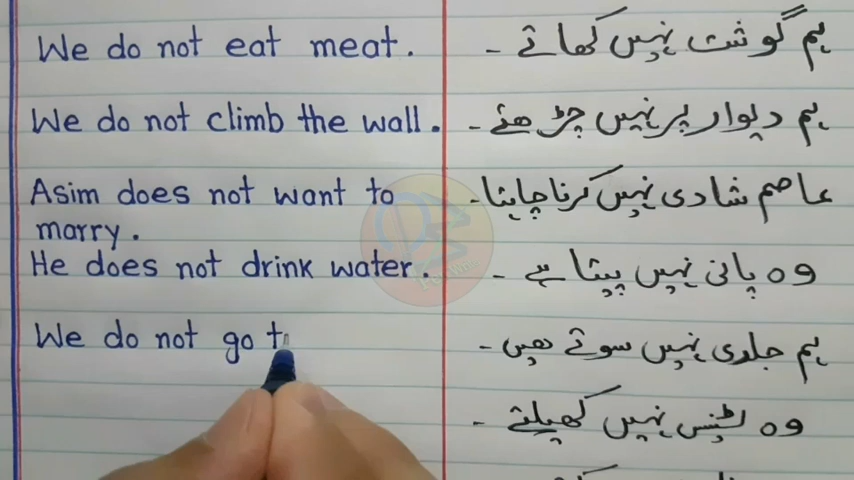 We do not eat meat. ہم گوشت نہیں کھاتے ۔
We do not climb the wall. ہم دیوار پر نہیں چڑھتے ۔
Asim does not want to عاصم شادی نہیں کرنا چاہتا ۔
marry.
He does not drink water. وہ پانی نہیں پیتا ہے ۔
We do not go ہم جلدی نہیں سوتے ہیں ۔
وہ ٹینس نہیں کھیلتے ۔